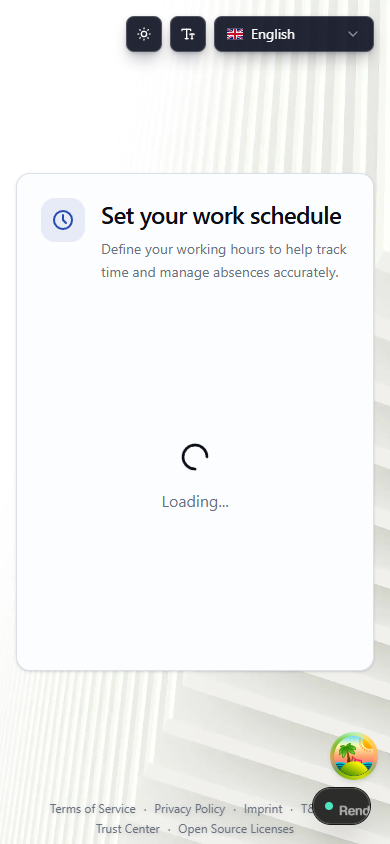 English
Set your work schedule
Define your working hours to help track
time and manage absences accurately.
Loading...
Terms of Service · Privacy Policy · Imprint ·
Trust Center · Open Source Licenses